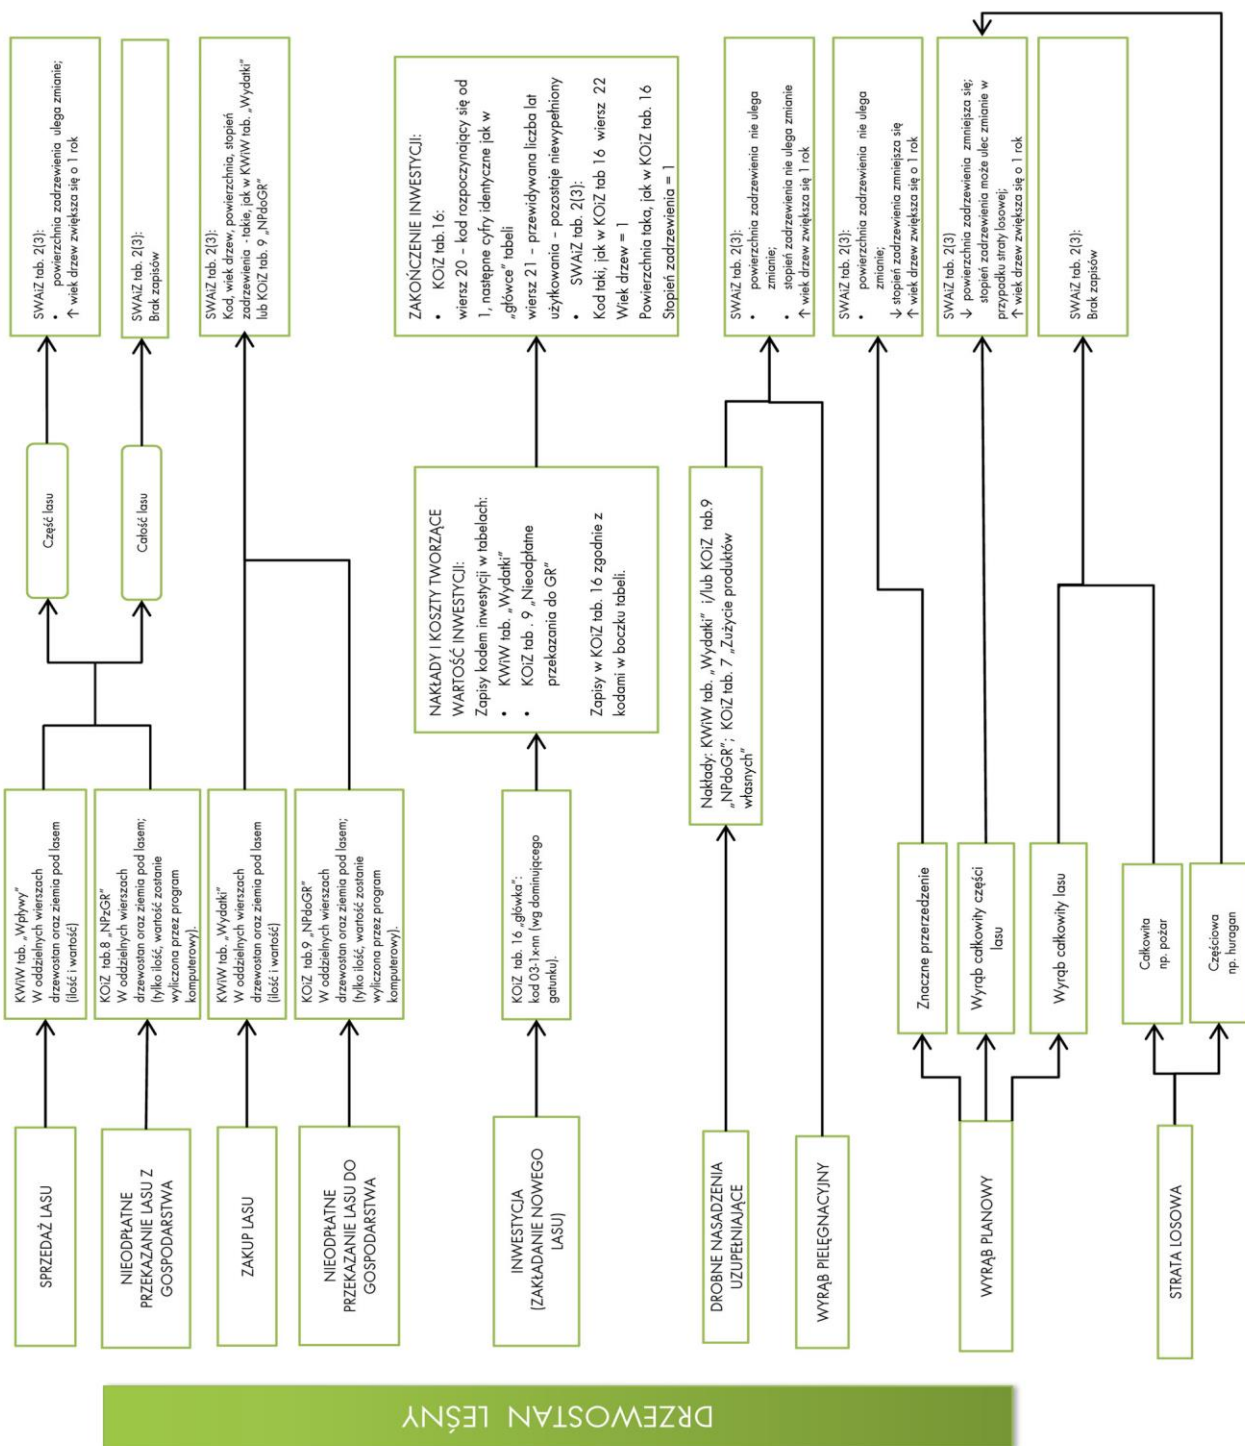 DRZEWOSTAN LEŚNY
SPRZEDAŻ LASU
KWiW tab. „Wpływy"
W oddzielnych wierszach
drzewostan oraz ziemia pod lasem
(ilość i wartość)
NIEODPŁATNE
PRZEKAZANIE LASU Z
GOSPODARSTWA
KOiZ tab.8 „NPzGR"
W oddzielnych wierszach
drzewostan oraz ziemia pod lasem;
(tylko ilość, wartość zostanie
wyliczona przez program
komputerowy).
Część lasu
SWAiZ tab. 2(3):
• powierzchnia zadrzewienia ulega zmianie;
↑ wiek drzew zwiększa się o 1 rok
Całość lasu
SWAiZ tab. 2(3):
Brak zapisów
ZAKUP LASU
KWiW tab. „Wydatki"
W oddzielnych wierszach
drzewostan oraz ziemia pod lasem
(ilość i wartość)
NIEODPŁATNE
PRZEKAZANIE LASU DO
GOSPODARSTWA
KOiZ tab.9 „NPdoGR"
W oddzielnych wierszach
drzewostan oraz ziemia pod lasem;
(tylko ilość, wartość zostanie
wyliczona przez program
komputerowy).
SWAiZ tab. 2(3):
Kod, wiek drzew, powierzchnia, stopień
zadrzewienia - takie, jak w KWiW tab. „Wydatki"
lub KOiZ tab. 9 „NPdoGR"
INWESTYCJA
(ZAKŁADANIE NOWEGO
LASU)
KOiZ tab. 16 „główka":
kod 03-1x-nn (wg dominującego
gatunku).
NAKŁADY I KOSZTY TWORZĄCE
WARTOŚĆ INWESTYCJI:
Zapisy kodem inwestycji w tabelach:
• KWiW tab. „Wydatki"
• KOiZ tab . 9 „Nieodpłatne
przekazania do GR"
Zapisy w KOiZ tab. 16 zgodnie z
kodami w boczku tabeli.
ZAKOŃCZENIE INWESTYCJI:
• KOiZ tab.16:
wiersz 20 - kod rozpoczynający się od
1, następne cyfry identyczne jak w
„główce" tabeli
wiersz 21 - przewidywana liczba lat
użytkowania - pozostaje niewypełniony
• SWAiZ tab. 2(3):
Kod taki, jak w KOiZ tab 16 wiersz 22
Wiek drzew = 1
Powierzchnia taka, jak w KOiZ tab. 16
Stopień zadrzewienia = 1
DROBNE NASADZENIA
UZUPEŁNIAJĄCE
Nakłady: KWiW tab. „Wydatki" i/lub KOiZ tab.9
„NPdoGR"; KOiZ tab. 7 „Zużycie produktów
własnych"
WYRĄB PIELĘGNACYJNY
SWAiZ tab. 2(3):
• powierzchnia zadrzewienia nie ulega
zmianie;
• stopień zadrzewienia nie ulega zmianie
↑ wiek drzew zwiększa się 1 rok
WYRĄB PLANOWY
Znaczne przerzedzenie
SWAiZ tab. 2(3):
• powierzchnia zadrzewienia nie ulega
zmianie;
↓ stopień zadrzewienia zmniejsza się
↑ wiek drzew zwiększa się o 1 rok
Wyrąb całkowity części
lasu
SWAiZ tab. 2(3)
↓ powierzchnia zadrzewienia zmniejsza się;
stopień zadrzewienia może ulec zmianie w
przypadku straty losowej;
↑ wiek drzew zwiększa się o 1 rok
Wyrąb całkowity lasu
SWAiZ tab. 2(3):
Brak zapisów
STRATA LOSOWA
Całkowita
np. pożar
Częściowa
np. huragan